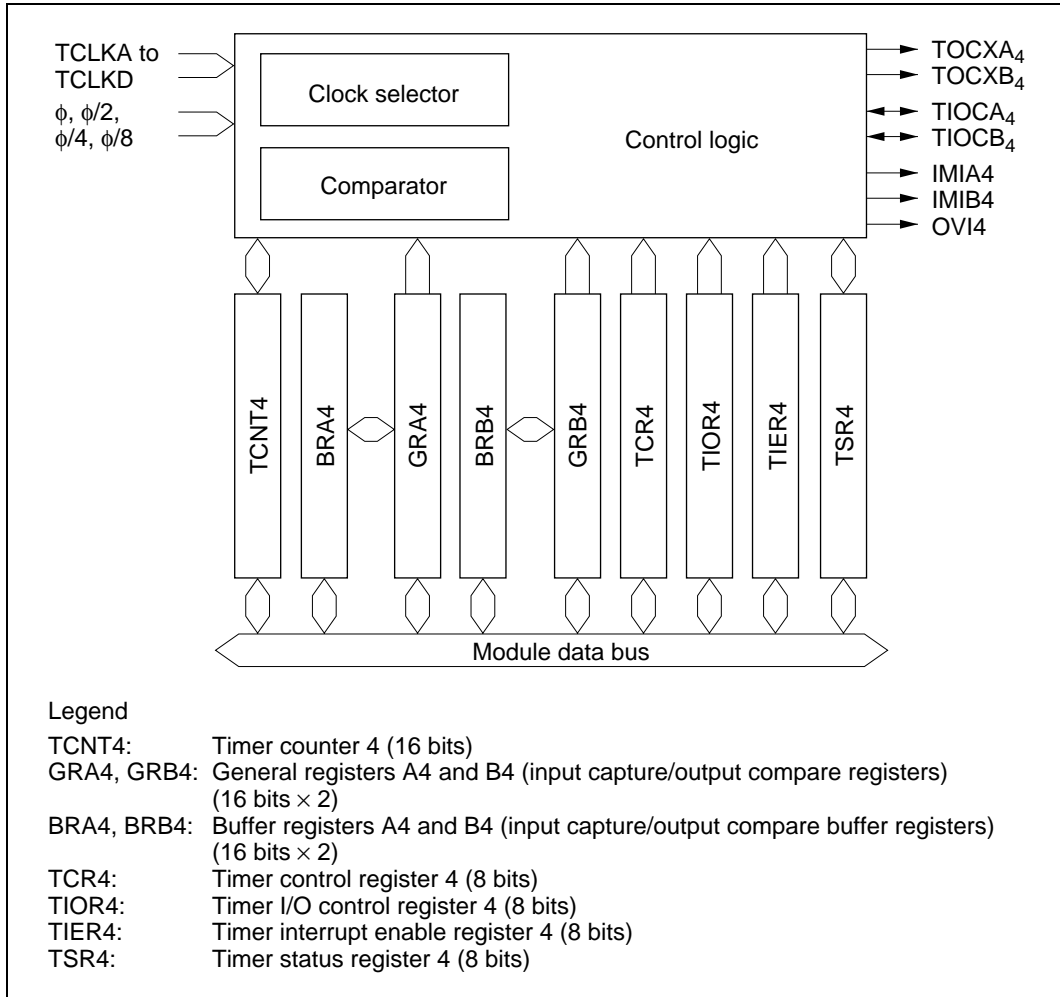 TCLKA to
TCLKD
ϕ, ϕ/2,
ϕ/4, ϕ/8
Clock selector
Comparator
Control logic
TOCXA4
TOCXB4
TIOCA4
TIOCB4
IMIA4
IMIB4
OVI4
TCNT4
BRA4
GRA4
BRB4
GRB4
TCR4
TIOR4
TIER4
TSR4
Module data bus
Legend
TCNT4: Timer counter 4 (16 bits)
GRA4, GRB4: General registers A4 and B4 (input capture/output compare registers)
(16 bits × 2)
BRA4, BRB4: Buffer registers A4 and B4 (input capture/output compare buffer registers)
(16 bits × 2)
TCR4: Timer control register 4 (8 bits)
TIOR4: Timer I/O control register 4 (8 bits)
TIER4: Timer interrupt enable register 4 (8 bits)
TSR4: Timer status register 4 (8 bits)